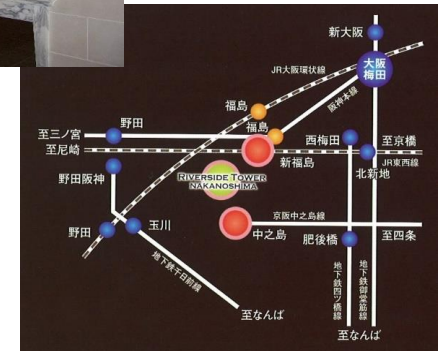 新大阪
JR大阪環状線
大阪
梅田
阪神本線
福島
福島
野田
至三ノ宮
西梅田
至京橋
至尼崎
新福島
JR東西線
北新地
野田阪神
RIVERSIDE TOWER
NAKANOSHIMA
京阪中之島線
野田
玉川
中之島
肥後橋
至四条
地下鉄千日前線
地下鉄四ツ橋線
地下鉄御堂筋線
至なんば
至なんば